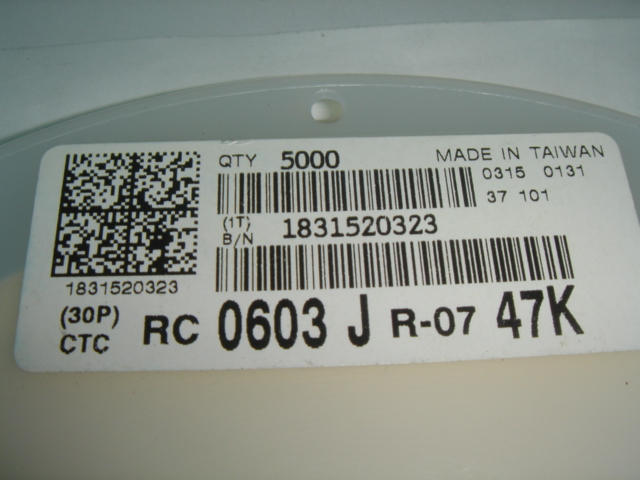 QTY 5000 MADE IN TAIWAN
0315 0131
37 101
(1T)
B/N 1831520323
1831520323
(30P)
CTC RC 0603 J R-07 47K